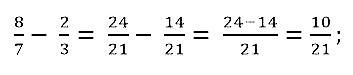 8/7 − 2/3 = 24/21 − 14/21 = 24−14/21 = 10/21 ;